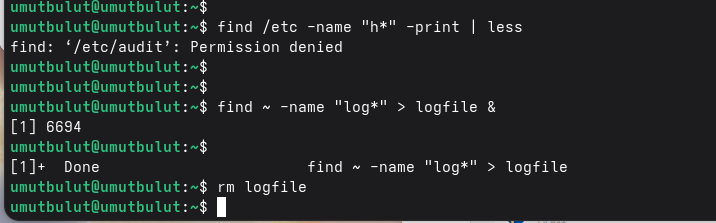 umutbulut@umutbulut:~$
umutbulut@umutbulut:~$ find /etc -name "h*" -print | less
find: ‘/etc/audit’: Permission denied
umutbulut@umutbulut:~$
umutbulut@umutbulut:~$
umutbulut@umutbulut:~$ find ~ -name "log*" > logfile &
[1] 6694
umutbulut@umutbulut:~$
[1]+  Done                    find ~ -name "log*" > logfile
umutbulut@umutbulut:~$ rm logfile
umutbulut@umutbulut:~$